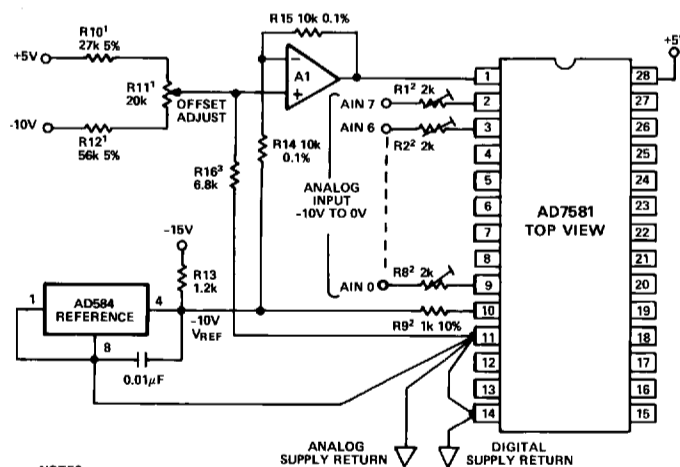 R15 10k 0.1%
R10¹
27k 5%
+5V
R11¹
20k
OFFSET
ADJUST
-10V
R12¹
56k 5%
A1
−
+
R14 10k
0.1%
R16³
6.8k
AIN 7
R1² 2k
AIN 6
R2² 2k
ANALOG
INPUT
-10V TO 0V
AIN 0
R8² 2k
R9² 1k 10%
-15V
R13
1.2k
AD584
REFERENCE
1
4
8
-10V
VREF
0.01µF
ANALOG
SUPPLY RETURN
DIGITAL
SUPPLY RETURN
AD7581
TOP VIEW
+5
1
2
3
4
5
6
7
8
9
10
11
12
13
14
28
27
26
25
24
23
22
21
20
19
18
17
16
15